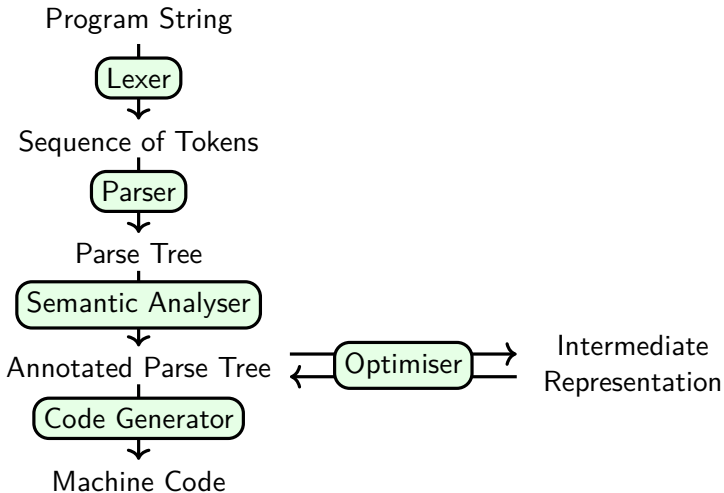 Program String
Lexer
Sequence of Tokens
Parser
Parse Tree
Semantic Analyser
Annotated Parse Tree
Optimiser
Intermediate
Representation
Code Generator
Machine Code